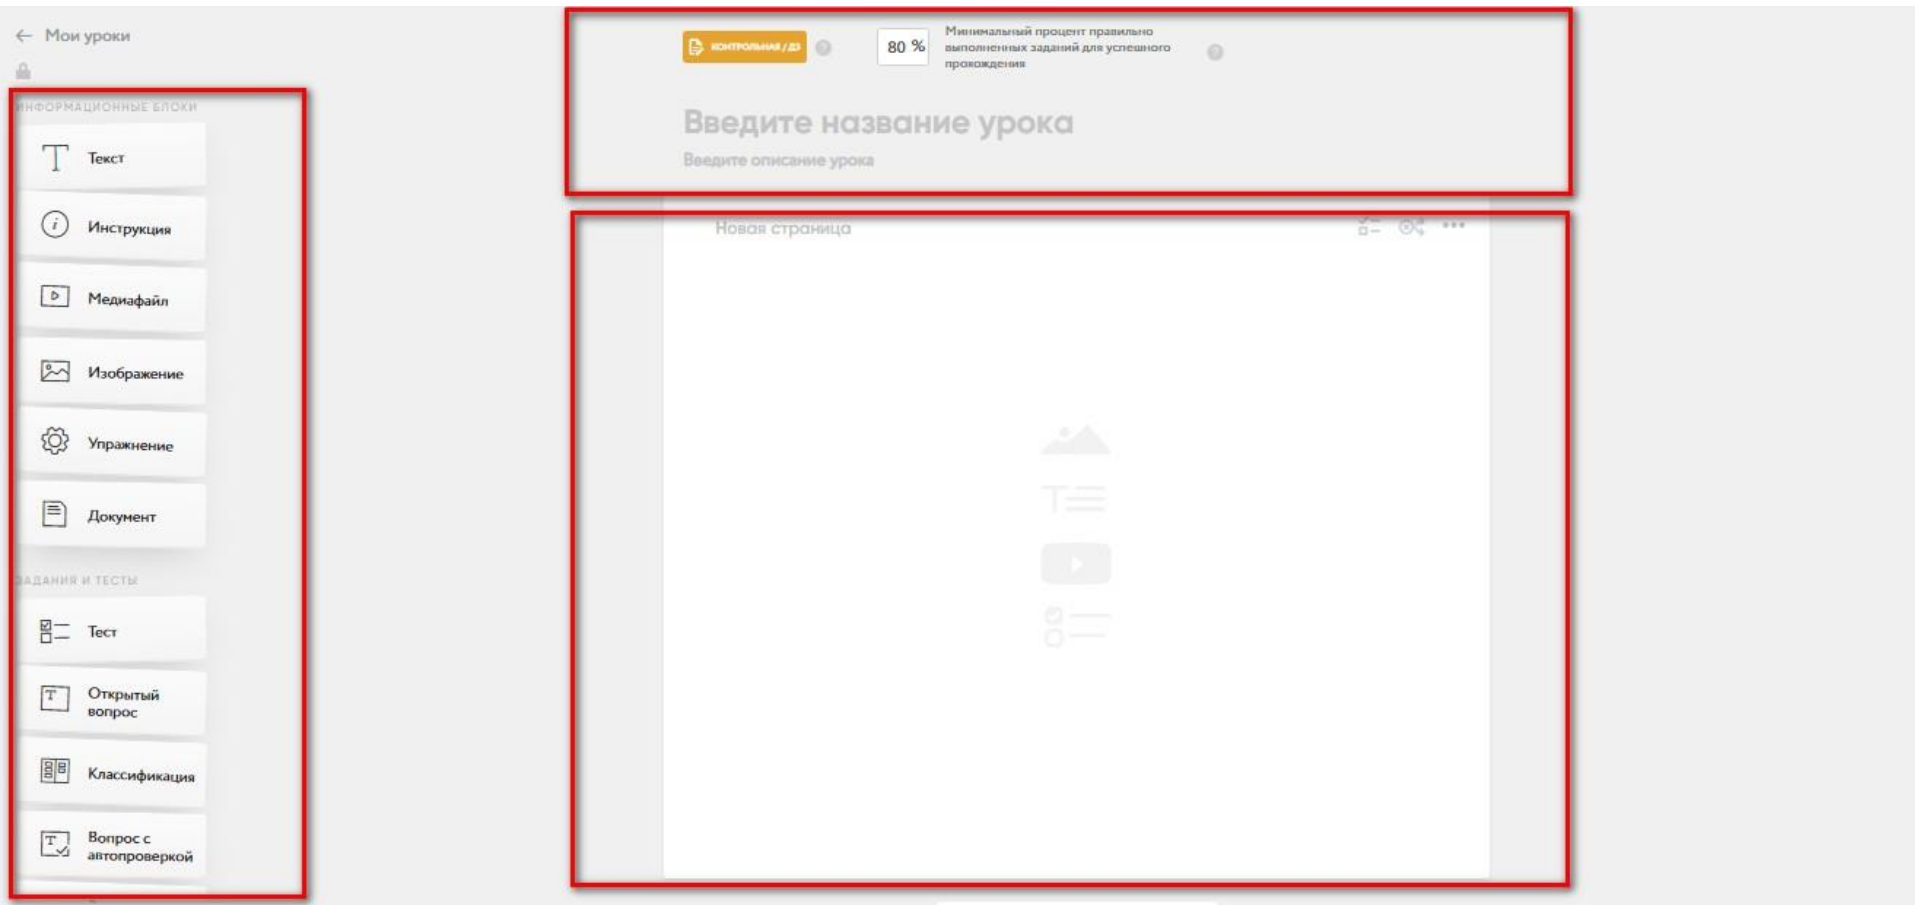 ← Мои уроки
ИНФОРМАЦИОННЫЕ БЛОКИ
Текст
Инструкция
Медиафайл
Изображение
Упражнение
Документ
ЗАДАНИЯ И ТЕСТЫ
Тест
Открытый
вопрос
Классификация
Вопрос с
автопроверкой
КОНТРОЛЬНАЯ / ДЗ ?
80 %
Минимальный процент правильно
выполненных заданий для успешного
прохождения
?
Введите название урока
Введите описание урока
Новая страница